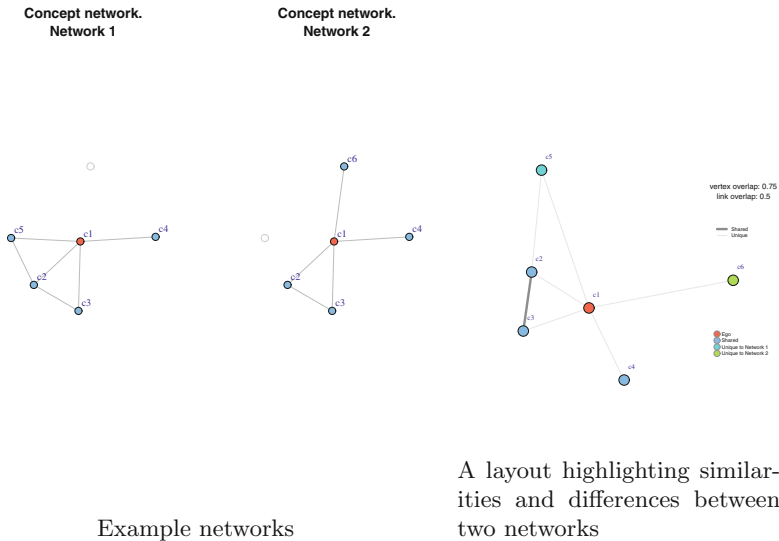 Concept network.
Network 1
Concept network.
Network 2
c5
c1
c4
c2
c3
c6
c1
c4
c2
c3
c5
c2
c3
c1
c6
c4
vertex overlap: 0.75
link overlap: 0.5
Shared
Unique
Ego
Shared
Unique to Network 1
Unique to Network 2
Example networks
A layout highlighting similar-
ities and differences between
two networks